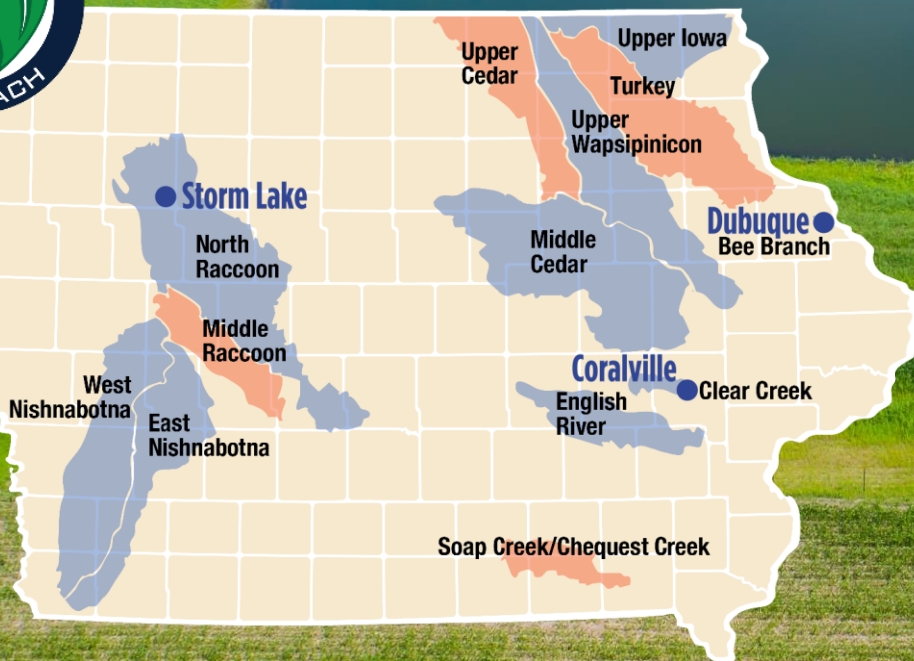 ACH
Upper Iowa
Upper
Cedar
Turkey
Upper
Wapsipinicon
Storm Lake
Dubuque
Bee Branch
North
Raccoon
Middle
Cedar
Middle
Raccoon
Coralville
Clear Creek
West
Nishnabotna
English
River
East
Nishnabotna
Soap Creek/Chequest Creek